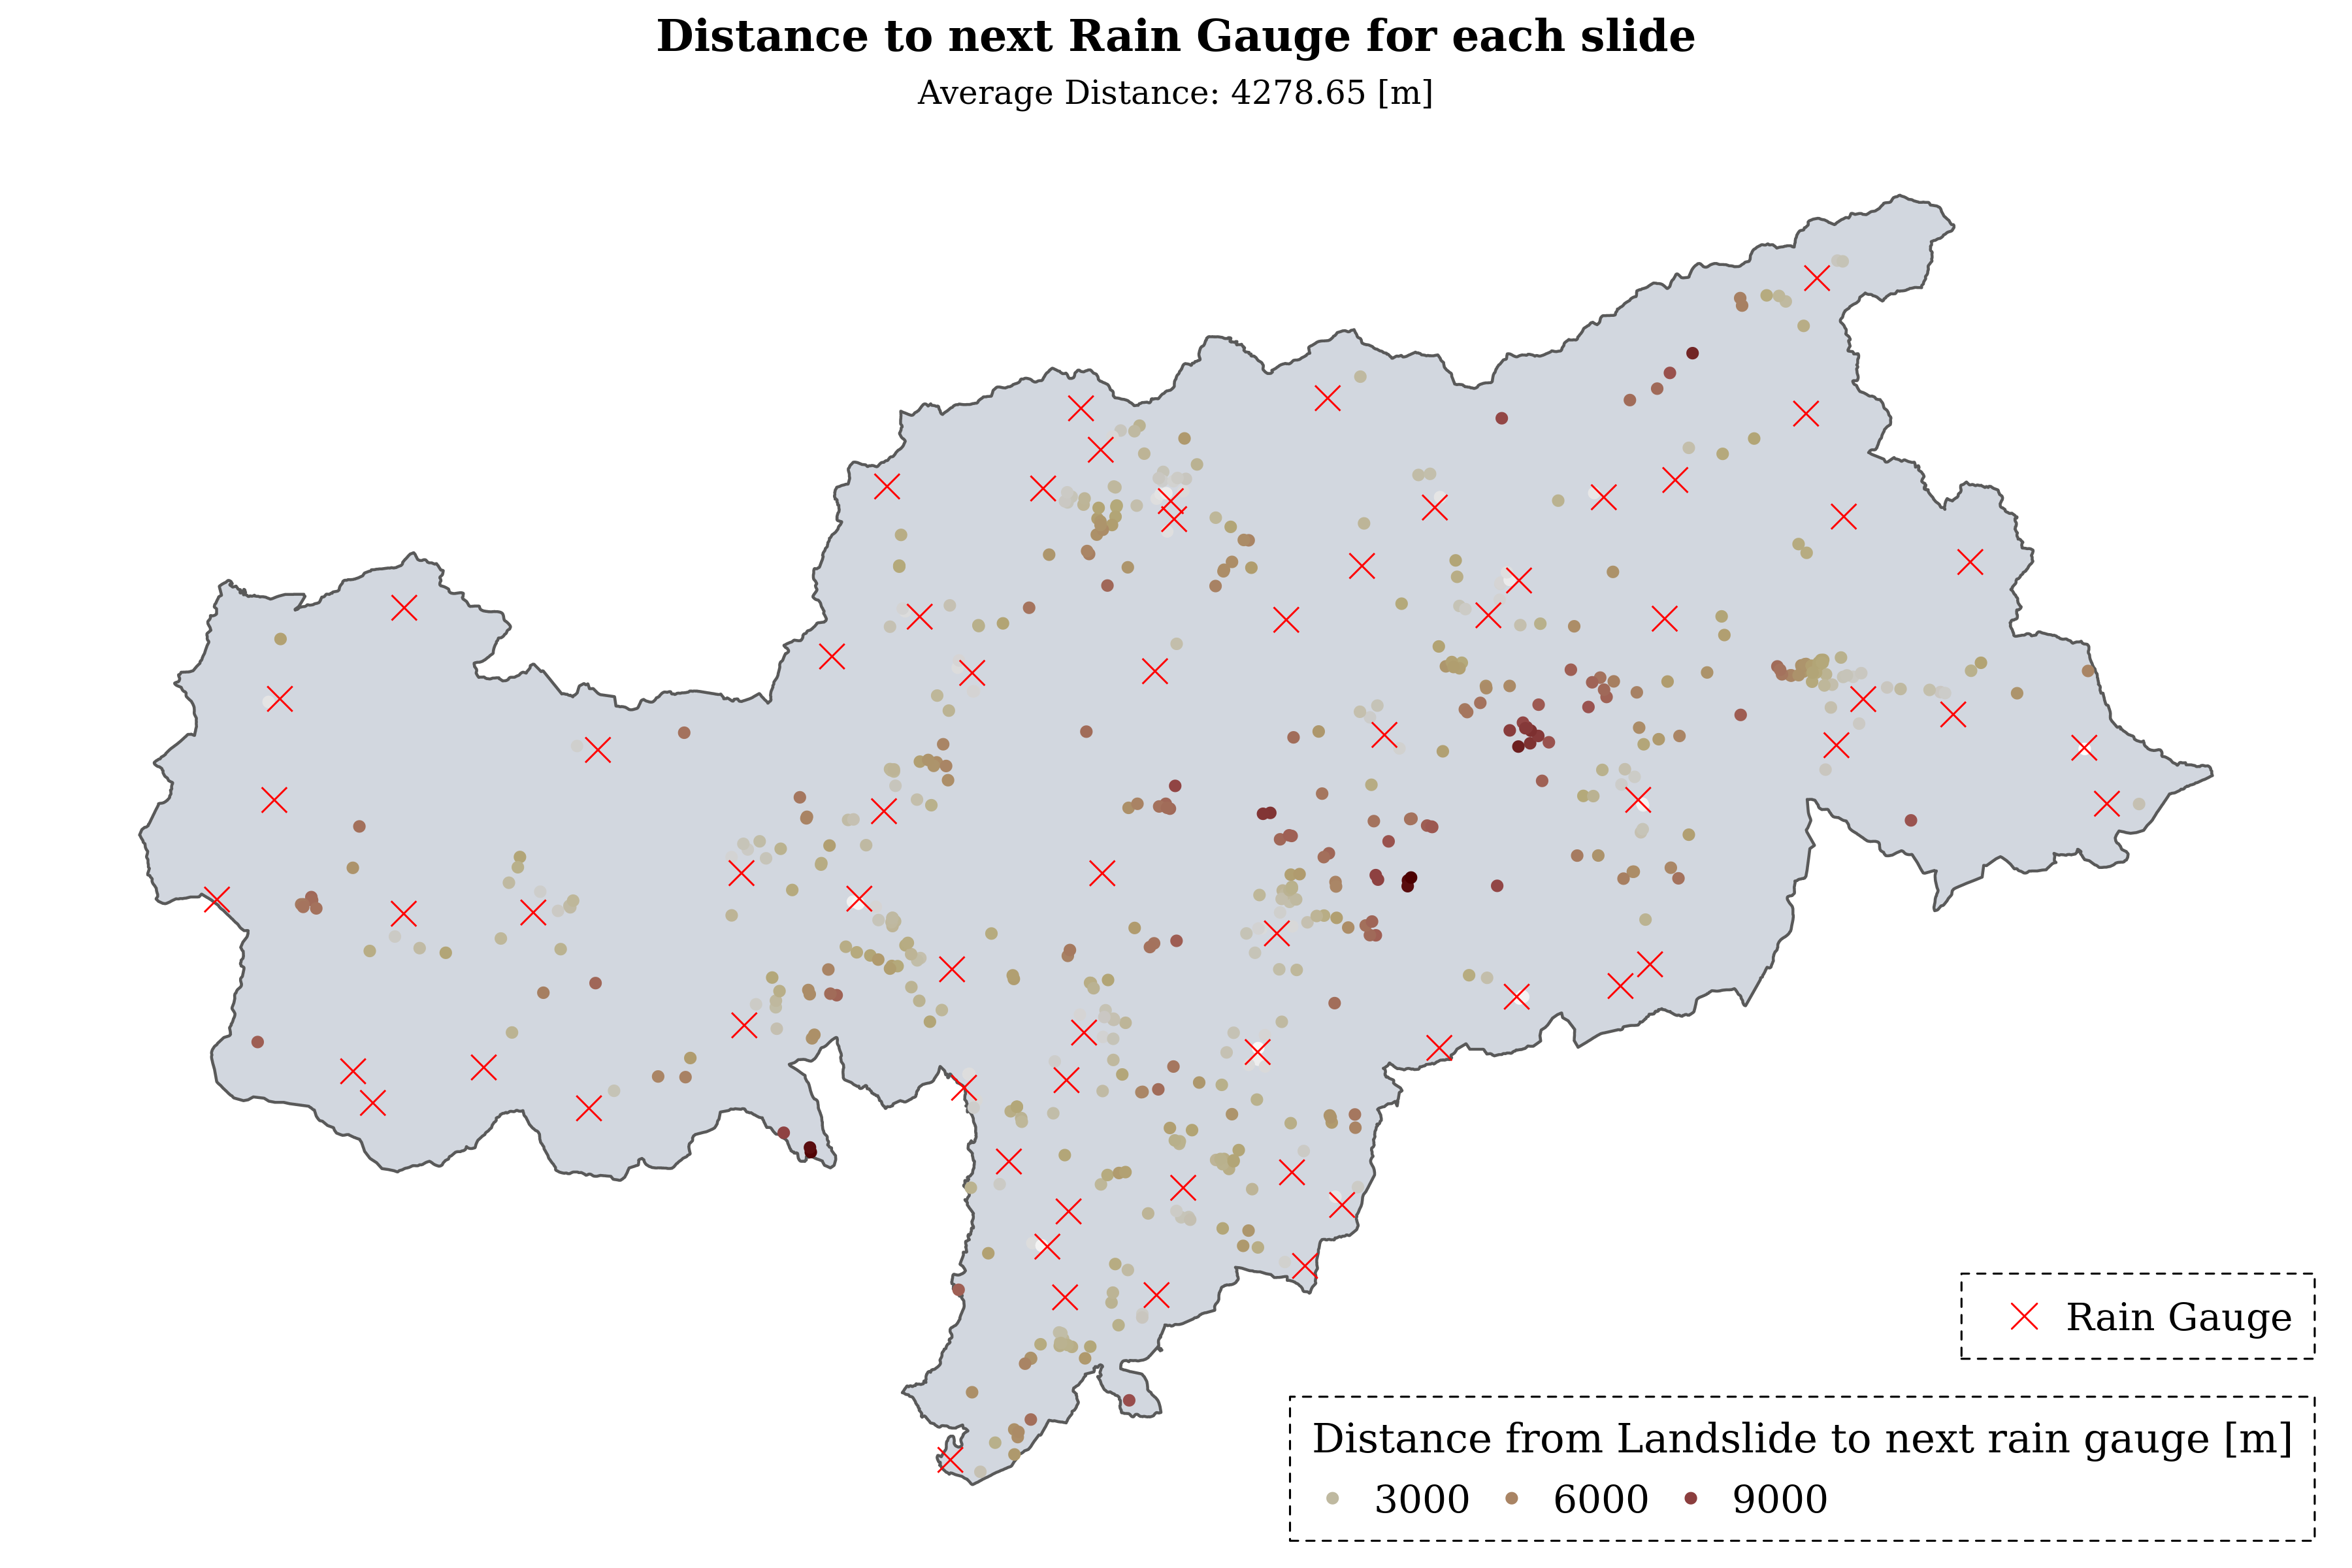 Distance to next Rain Gauge for each slide
Average Distance: 4278.65 [m]
Rain Gauge
Distance from Landslide to next rain gauge [m]
3000 6000 9000